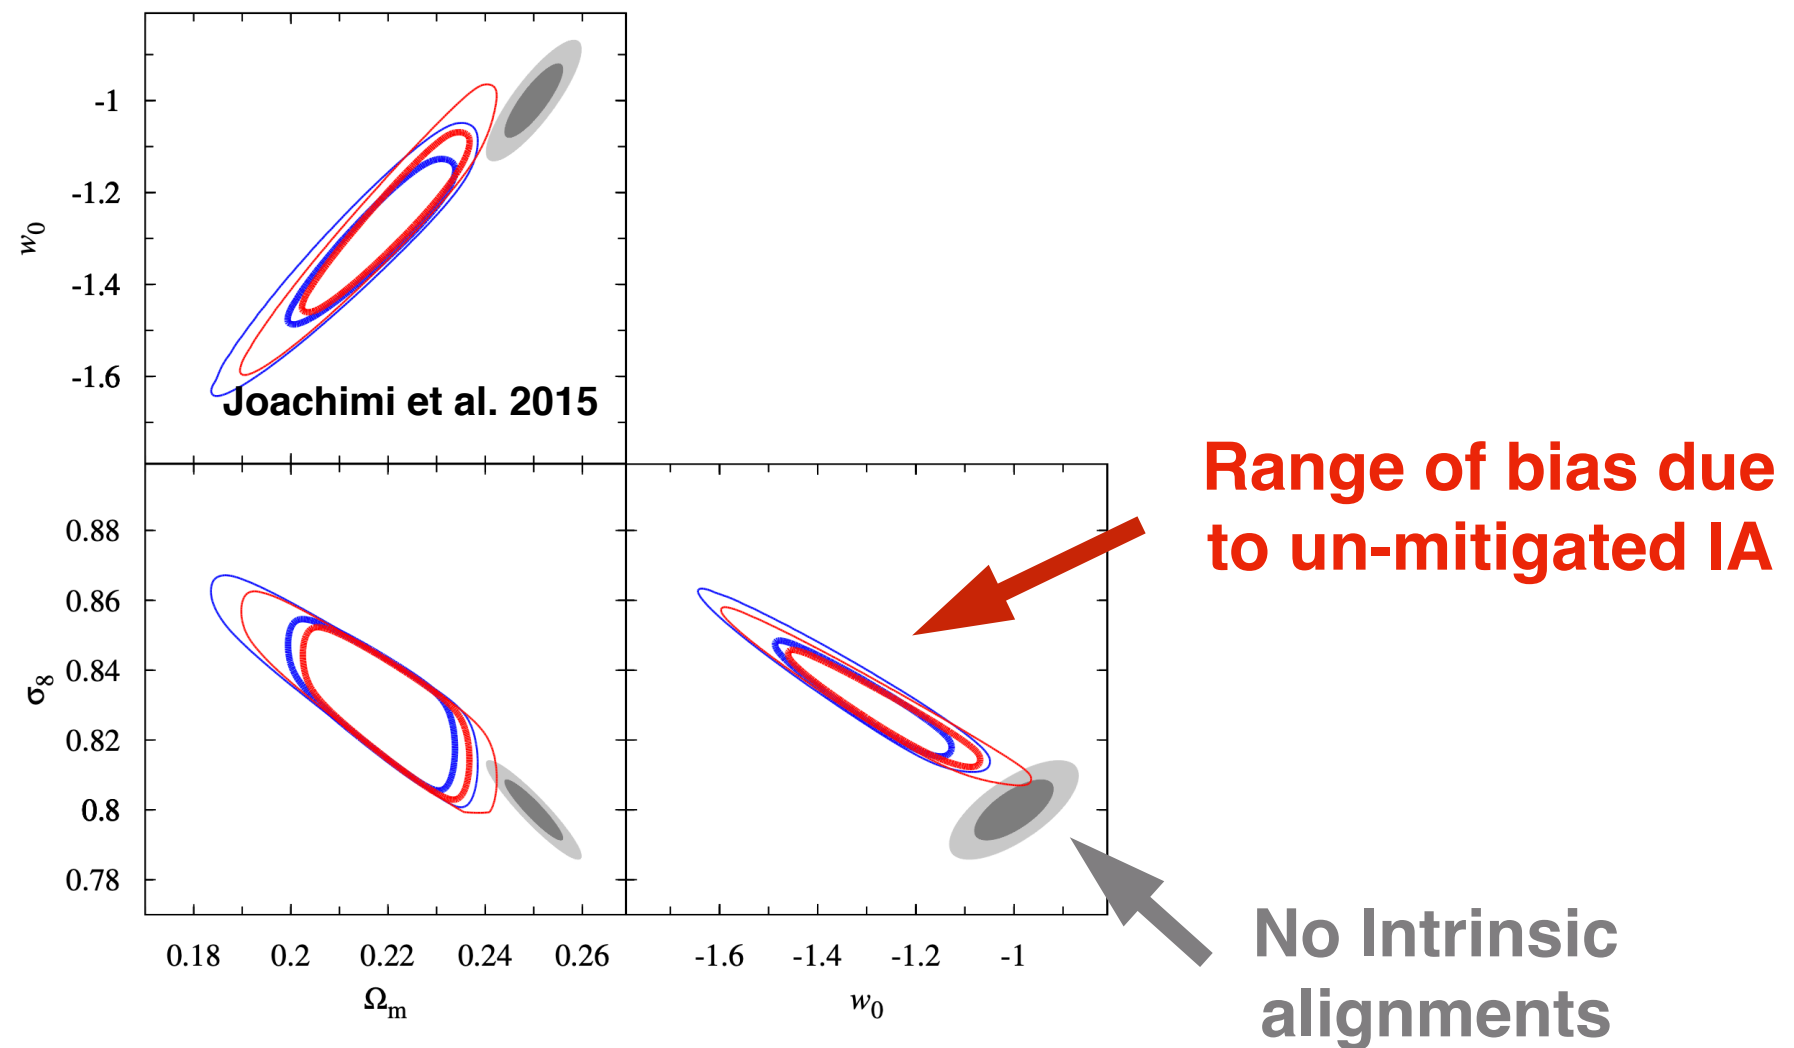 -1
-1.2
-1.4
-1.6
w0
Joachimi et al. 2015
Range of bias due
to un-mitigated IA
0.88
0.86
0.84
0.82
0.8
0.78
σ8
0.18 0.2 0.22 0.24 0.26
Ωm
-1.6 -1.4 -1.2 -1
w0
No Intrinsic
alignments